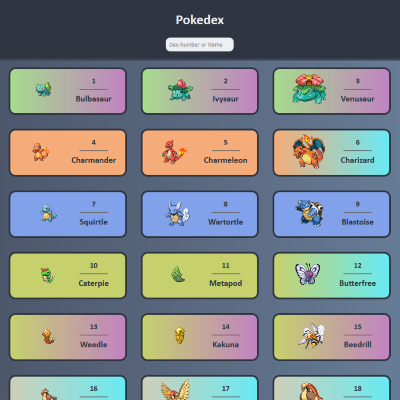 Pokedex
Dex Number or Name
1
Bulbasaur
2
Ivysaur
3
Venusaur
4
Charmander
5
Charmeleon
6
Charizard
7
Squirtle
8
Wartortle
9
Blastoise
10
Caterpie
11
Metapod
12
Butterfree
13
Weedle
14
Kakuna
15
Beedrill
16
17
18